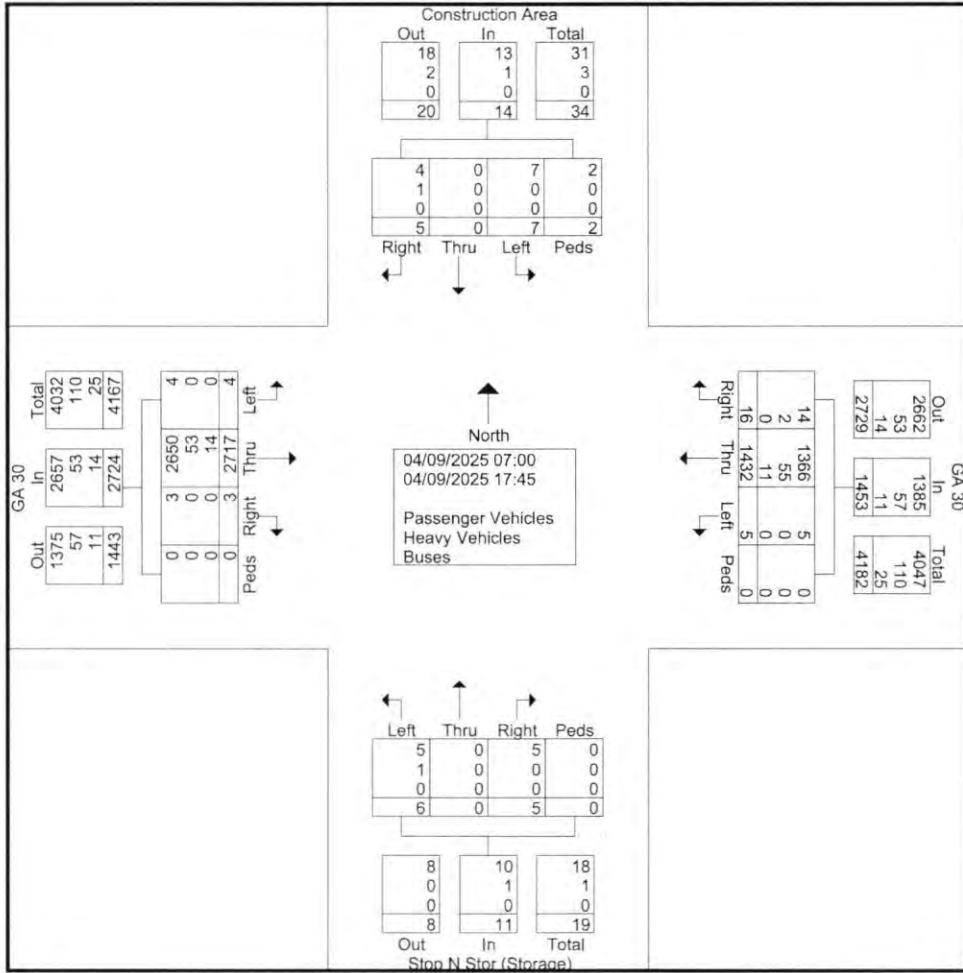 Construction Area
Out In Total
18 13 31
2 1 3
0 0 0
20 14 34
4 0 7 2
1 0 0 0
0 0 0 0
5 0 7 2
Right Thru Left Peds
GA 30
Total In Out
4032 2657 1375
110 53 57
25 14 11
4167 2724 1443
4 2650 3 0
0 53 0 0
0 14 0 0
4 2717 3 0
Left Thru Right Peds
North
04/09/2025 07:00
04/09/2025 17:45
Passenger Vehicles
Heavy Vehicles
Buses
Right Thru Left Peds
14 1366 5 0
2 55 0 0
0 11 0 0
16 1432 5 0
GA 30
Out In Total
2662 1385 4047
53 57 110
14 11 25
2729 1453 4182
Left Thru Right Peds
5 0 5 0
1 0 0 0
0 0 0 0
6 0 5 0
8 10 18
0 1 1
0 0 0
8 11 19
Out In Total
Stop N Stor (Storage)